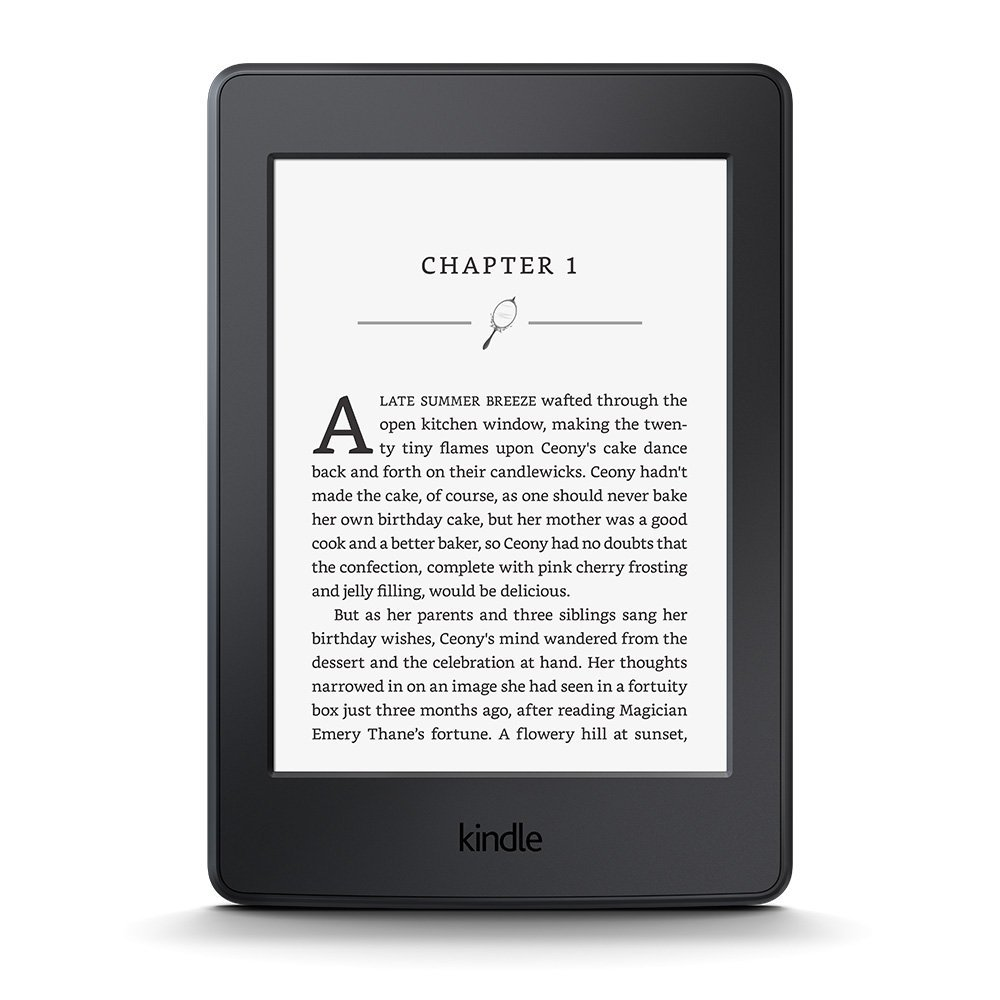 CHAPTER 1
A LATE SUMMER BREEZE wafted through the
open kitchen window, making the twen-
ty tiny flames upon Ceony's cake dance
back and forth on their candlewicks. Ceony hadn't
made the cake, of course, as one should never bake
her own birthday cake, but her mother was a good
cook and a better baker, so Ceony had no doubts that
the confection, complete with pink cherry frosting
and jelly filling, would be delicious.
But as her parents and three siblings sang her
birthday wishes, Ceony's mind wandered from the
dessert and the celebration at hand. Her thoughts
narrowed in on an image she had seen in a fortuity
box just three months ago, after reading Magician
Emery Thane’s fortune. A flowery hill at sunset,
kindle